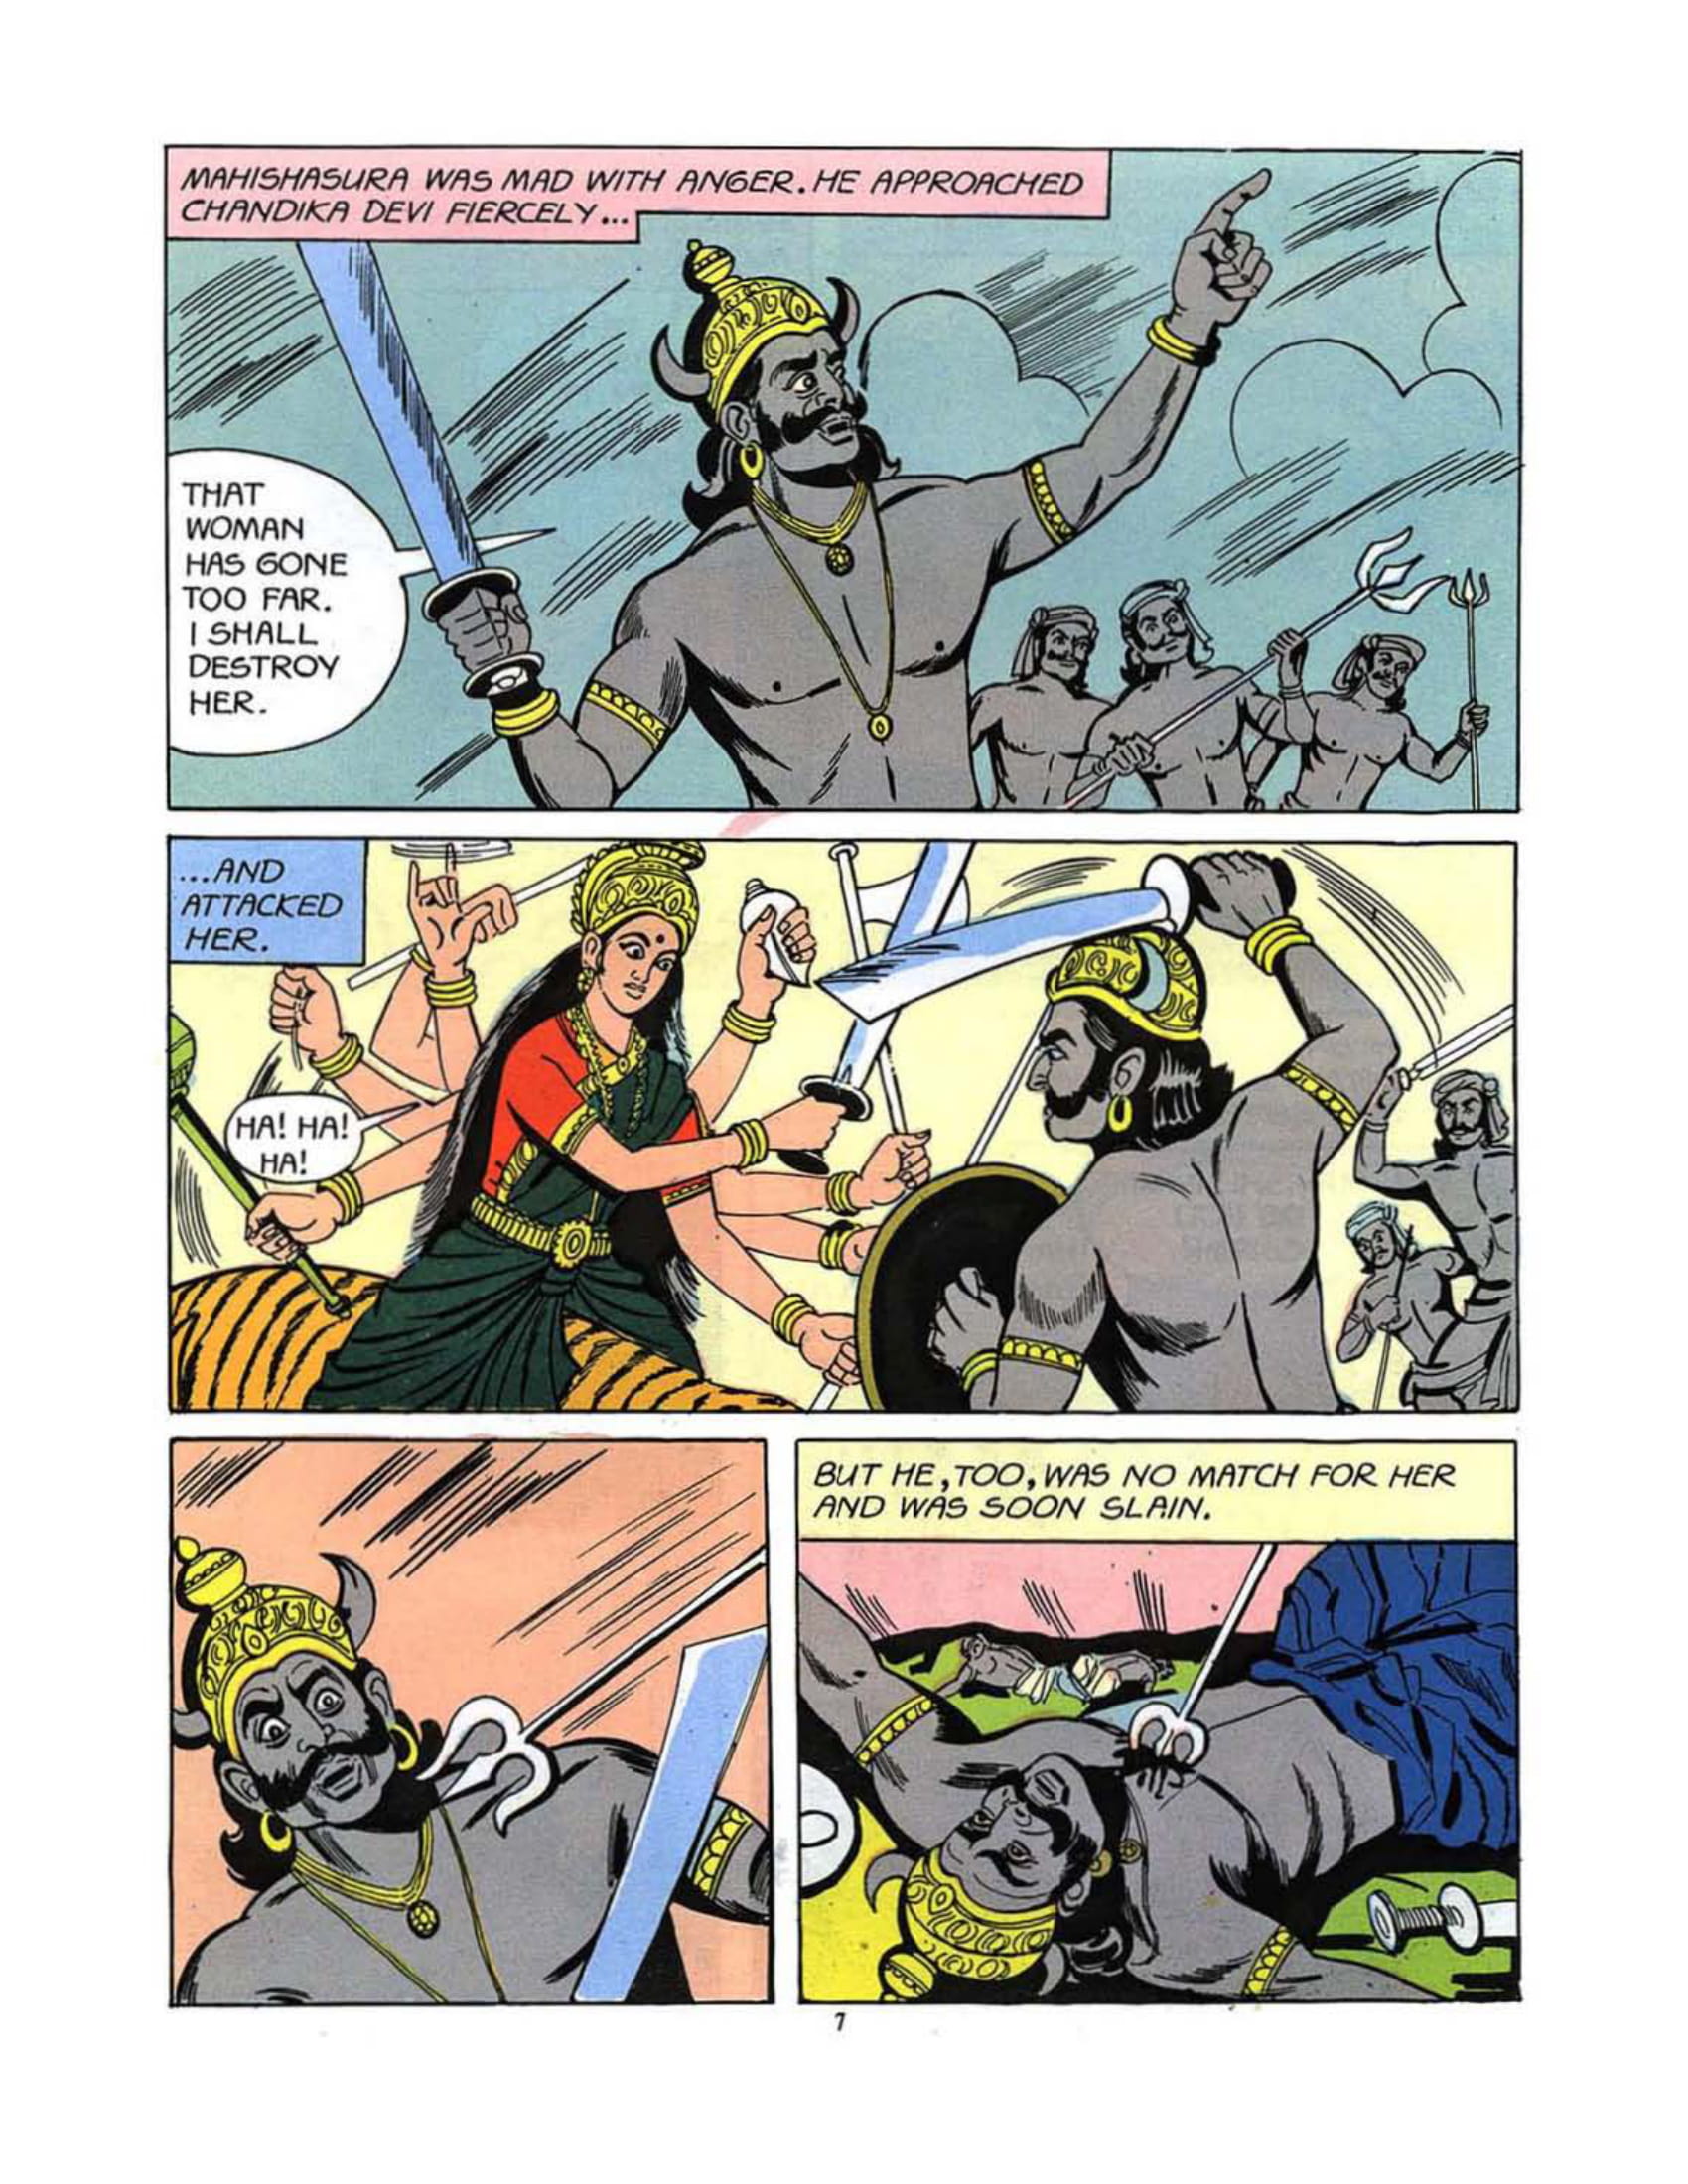 MAHISHASURA WAS MAD WITH ANGER. HE APPROACHED
CHANDIKA DEVI FIERCELY...
THAT
WOMAN
HAS GONE
TOO FAR.
I SHALL
DESTROY
HER.
...AND
ATTACKED
HER.
HA! HA!
HA!
BUT HE, TOO, WAS NO MATCH FOR HER
AND WAS SOON SLAIN.
7